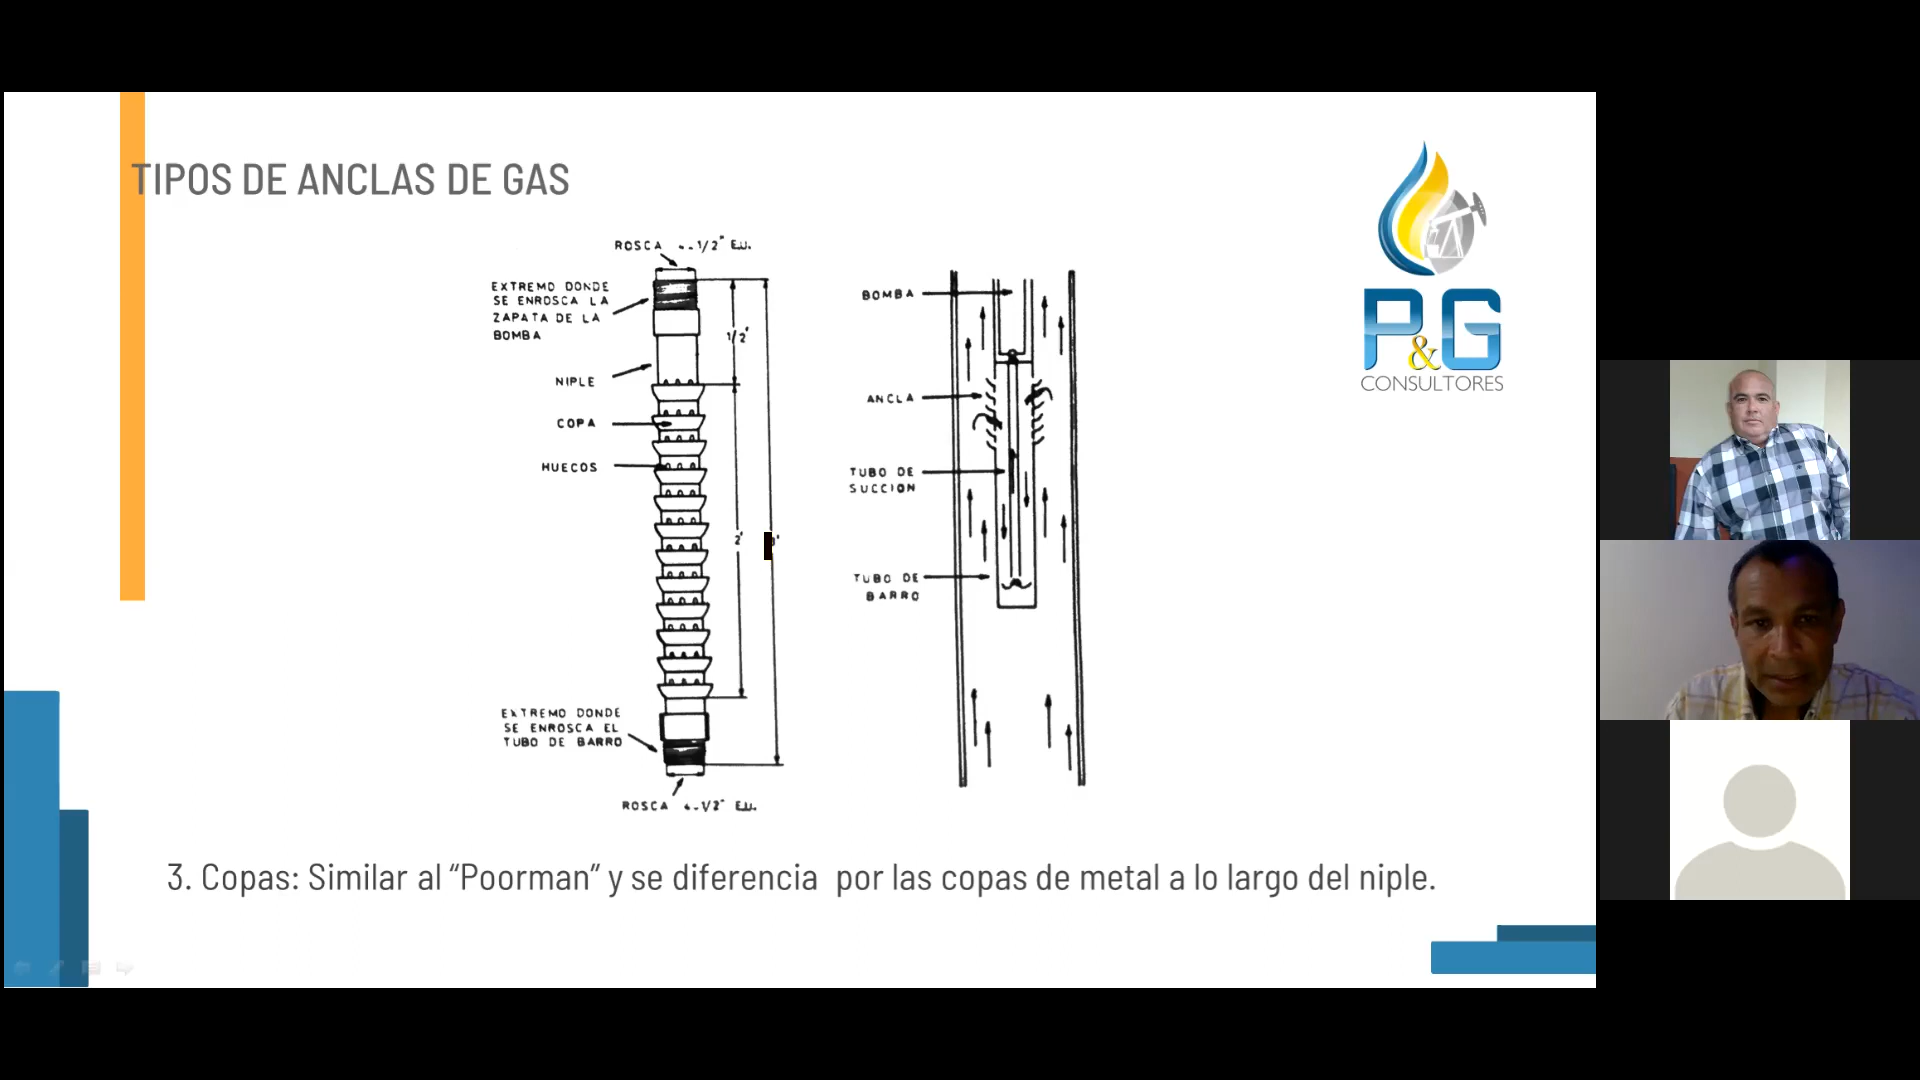 TIPOS DE ANCLAS DE GAS
ROSCA 4-1/2" E.U.
EXTREMO DONDE
SE ENROSCA LA
ZAPATA DE LA
BOMBA
1/2'
NIPLE
COPA
HUECOS
2'
EXTREMO DONDE
SE ENROSCA EL
TUBO DE BARRO
ROSCA 4-1/2" E.U.
BOMBA
ANCLA
TUBO DE
SUCCION
TUBO DE
BARRO
P&G
CONSULTORES
3. Copas: Similar al “Poorman” y se diferencia por las copas de metal a lo largo del niple.